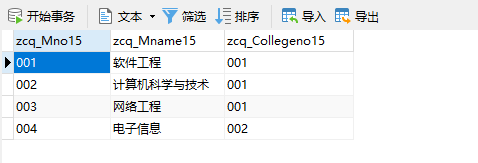 开始事务 文本 筛选 排序 导入 导出
zcq_Mno15 zcq_Mname15 zcq_Collegeno15
001 软件工程 001
002 计算机科学与技术 001
003 网络工程 001
004 电子信息 002